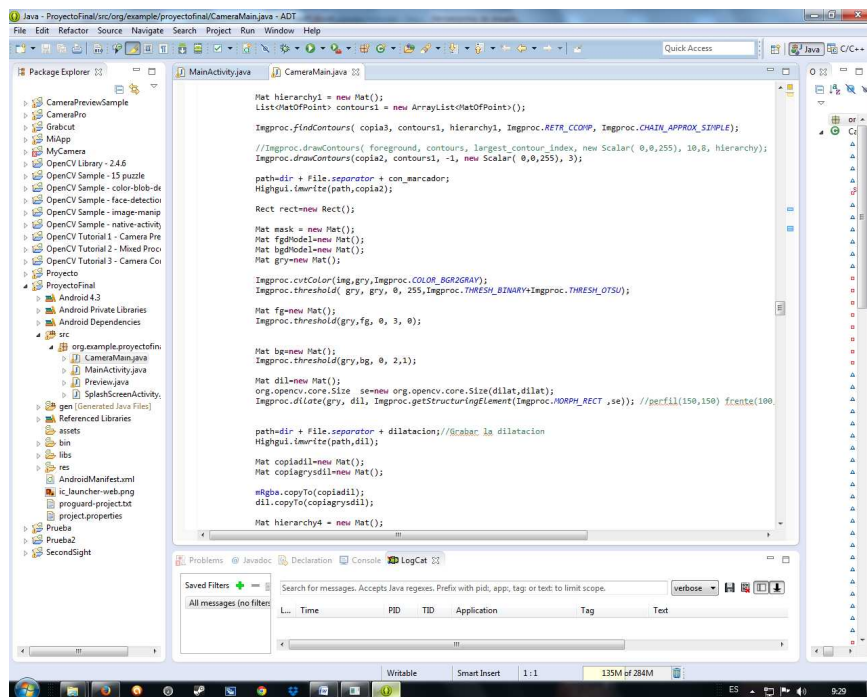 Java - ProyectoFinal/src/org/example/proyectofinal/CameraMain.java - ADT
File Edit Refactor Source Navigate Search Project Run Window Help
Quick Access
Java
C/C++
Package Explorer
CameraPreviewSample
CameraPro
Grabcut
MiApp
MyCamera
OpenCV Library - 2.4.6
OpenCV Sample - 15 puzzle
OpenCV Sample - color-blob-de
OpenCV Sample - face-detection
OpenCV Sample - image-manip
OpenCV Sample - native-activity
OpenCV Tutorial 1 - Camera Pre
OpenCV Tutorial 2 - Mixed Proc
OpenCV Tutorial 3 - Camera Co
Proyecto
ProyectoFinal
Android 4.3
Android Private Libraries
Android Dependencies
src
org.example.proyectofin
CameraMain.java
MainActivity.java
Preview.java
SplashScreenActivity.
gen [Generated Java Files]
Referenced Libraries
assets
bin
libs
res
AndroidManifest.xml
ic_launcher-web.png
proguard-project.txt
project.properties
Prueba
Prueba2
SecondSight
MainActivity.java
CameraMain.java
Mat hierarchy1 = new Mat();
List<MatOfPoint> contours1 = new ArrayList<MatOfPoint>();
Imgproc.findContours( copia3, contours1, hierarchy1, Imgproc.RETR_CCOMP, Imgproc.CHAIN_APPROX_SIMPLE);
//Imgproc.drawContours( foreground, contours, largest_contour_index, new Scalar( 0,0,255), 10,8, hierarchy);
Imgproc.drawContours(copia2, contours1, -1, new Scalar( 0,0,255), 3);
path=dir + File.separator + con_marcador;
Highgui.imwrite(path,copia2);
Rect rect=new Rect();
Mat mask = new Mat();
Mat fgdModel=new Mat();
Mat bgdModel=new Mat();
Mat gry=new Mat();
Imgproc.cvtColor(img,gry,Imgproc.COLOR_BGR2GRAY);
Imgproc.threshold( gry, gry, 0, 255,Imgproc.THRESH_BINARY+Imgproc.THRESH_OTSU);
Mat fg=new Mat();
Imgproc.threshold(gry,fg, 0, 3, 0);
Mat bg=new Mat();
Imgproc.threshold(gry,bg, 0, 2,1);
Mat dil=new Mat();
org.opencv.core.Size se=new org.opencv.core.Size(dilat,dilat);
Imgproc.dilate(gry, dil, Imgproc.getStructuringElement(Imgproc.MORPH_RECT ,se)); //perfil(150,150) frente(100
path=dir + File.separator + dilatacion;//Grabar la dilatacion
Highgui.imwrite(path,dil);
Mat copiadil=new Mat();
Mat copiagrysdil=new Mat();
mRgba.copyTo(copiadil);
dil.copyTo(copiagrysdil);
Mat hierarchy4 = new Mat();
O
or
Ca
Problems @ Javadoc Declaration Console LogCat
Saved Filters
All messages (no filters
Search for messages. Accepts Java regexes. Prefix with pid:, app:, tag: or text: to limit scope.
verbose
L... Time PID TID Application Tag Text
Writable Smart Insert 1 : 1 135M of 284M
ES 9:29